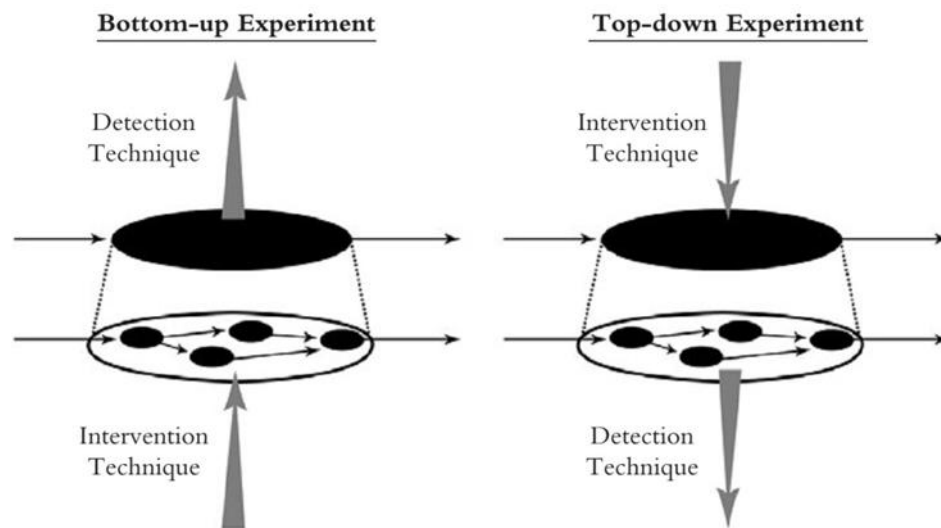 Bottom-up Experiment
Detection
Technique
Intervention
Technique
Top-down Experiment
Intervention
Technique
Detection
Technique